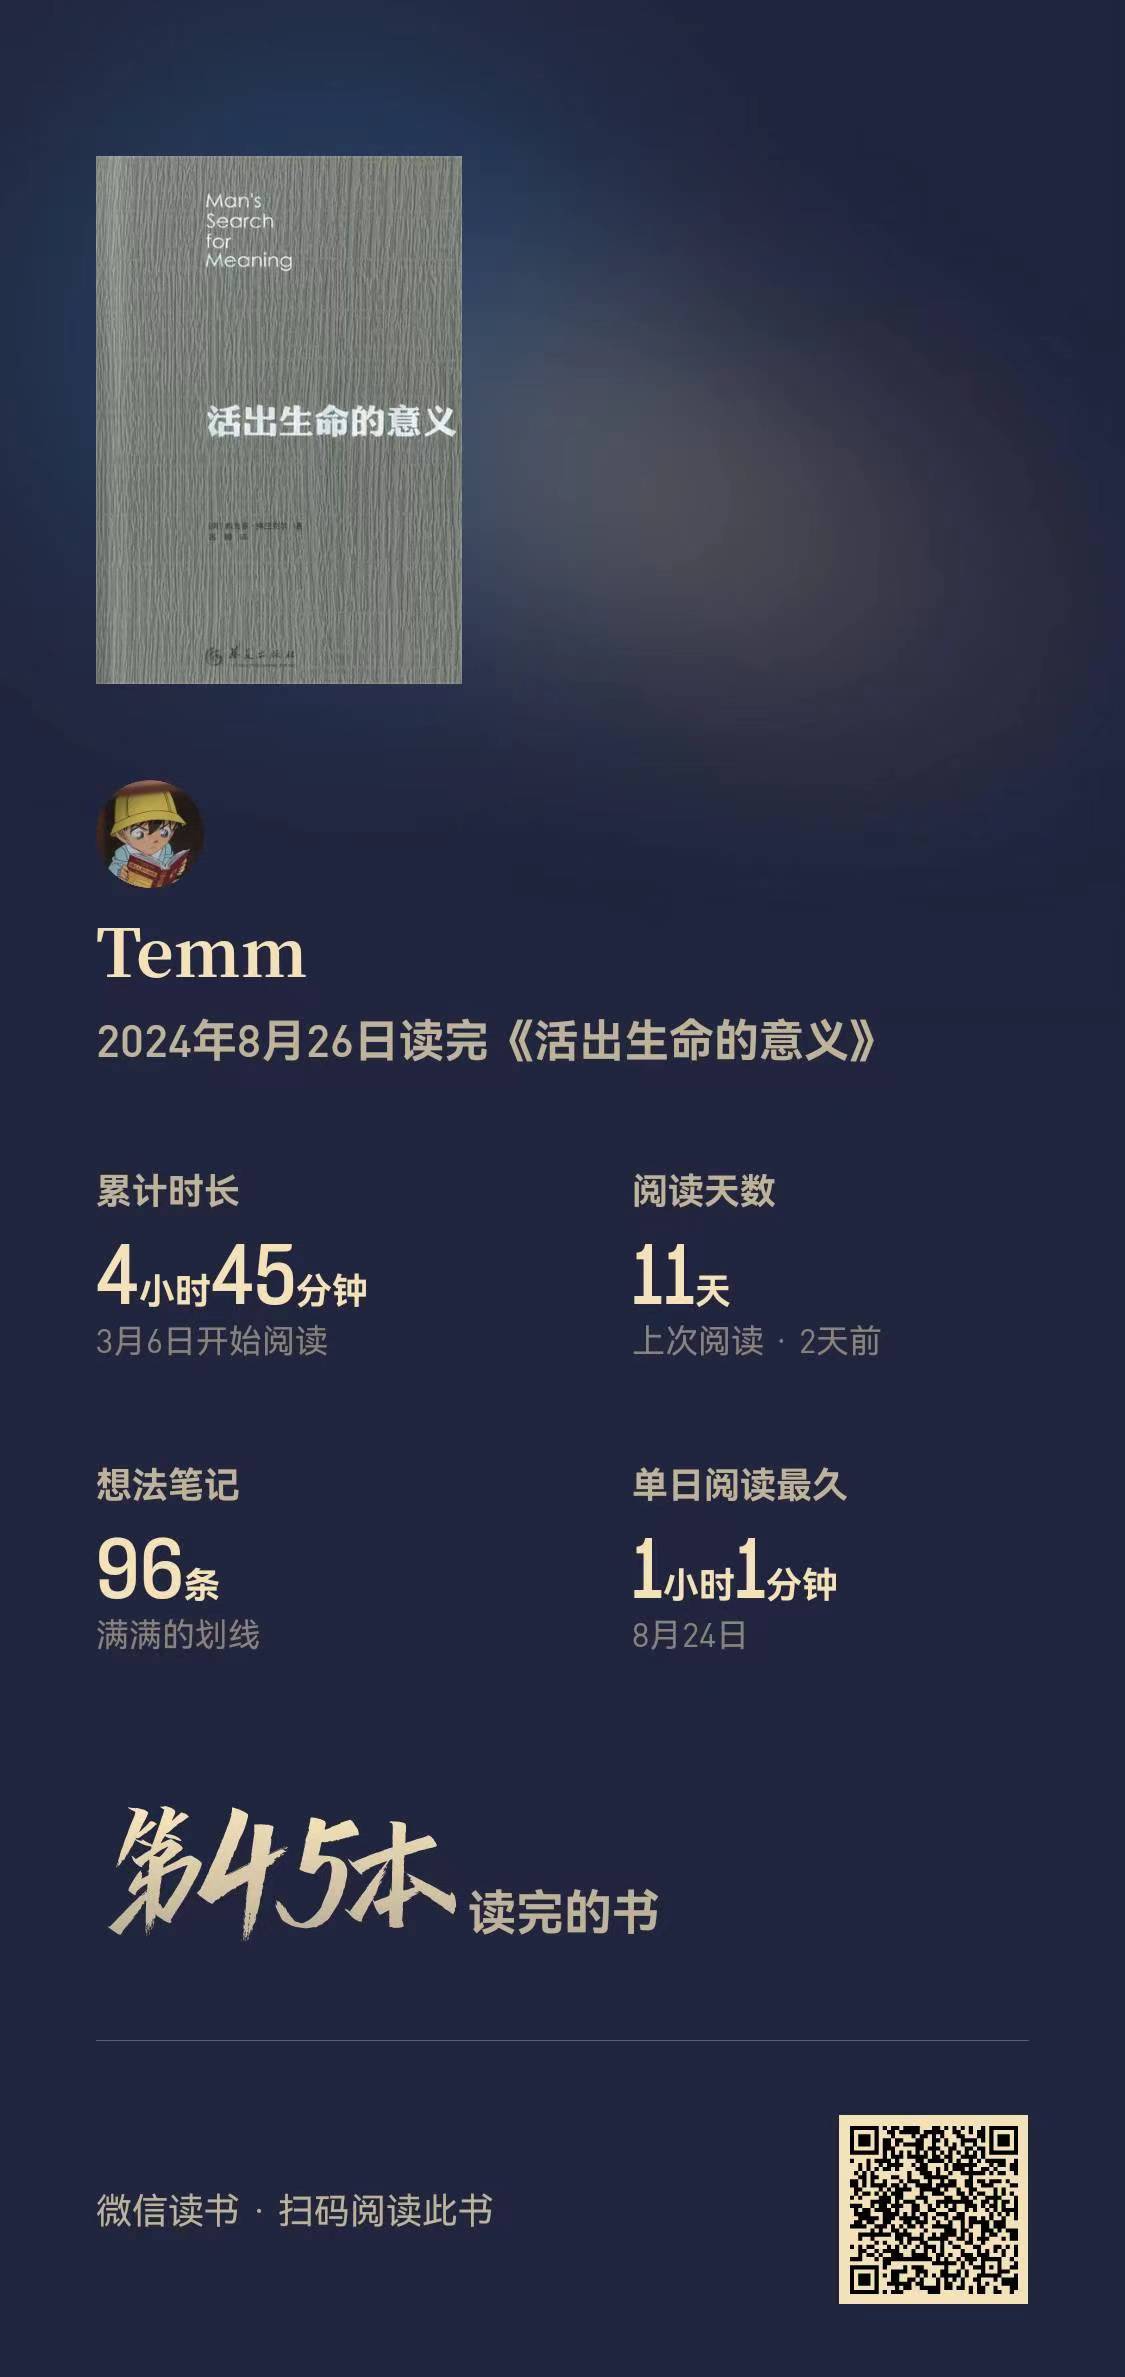 Man's
Search
for
Meaning
活出生命的意义
华夏出版社
Temm
2024年8月26日读完《活出生命的意义》
累计时长
阅读天数
4小时45分钟
11天
3月6日开始阅读
上次阅读 · 2天前
想法笔记
单日阅读最久
96条
1小时1分钟
满满的划线
8月24日
第45本 读完的书
微信读书 · 扫码阅读此书